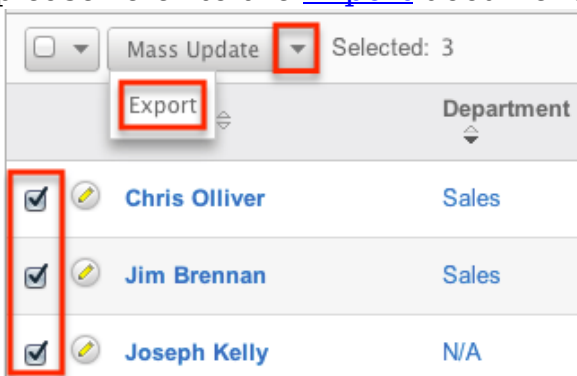 Mass Update Selected: 3
Export
Department
Chris Olliver Sales
Jim Brennan Sales
Joseph Kelly N/A